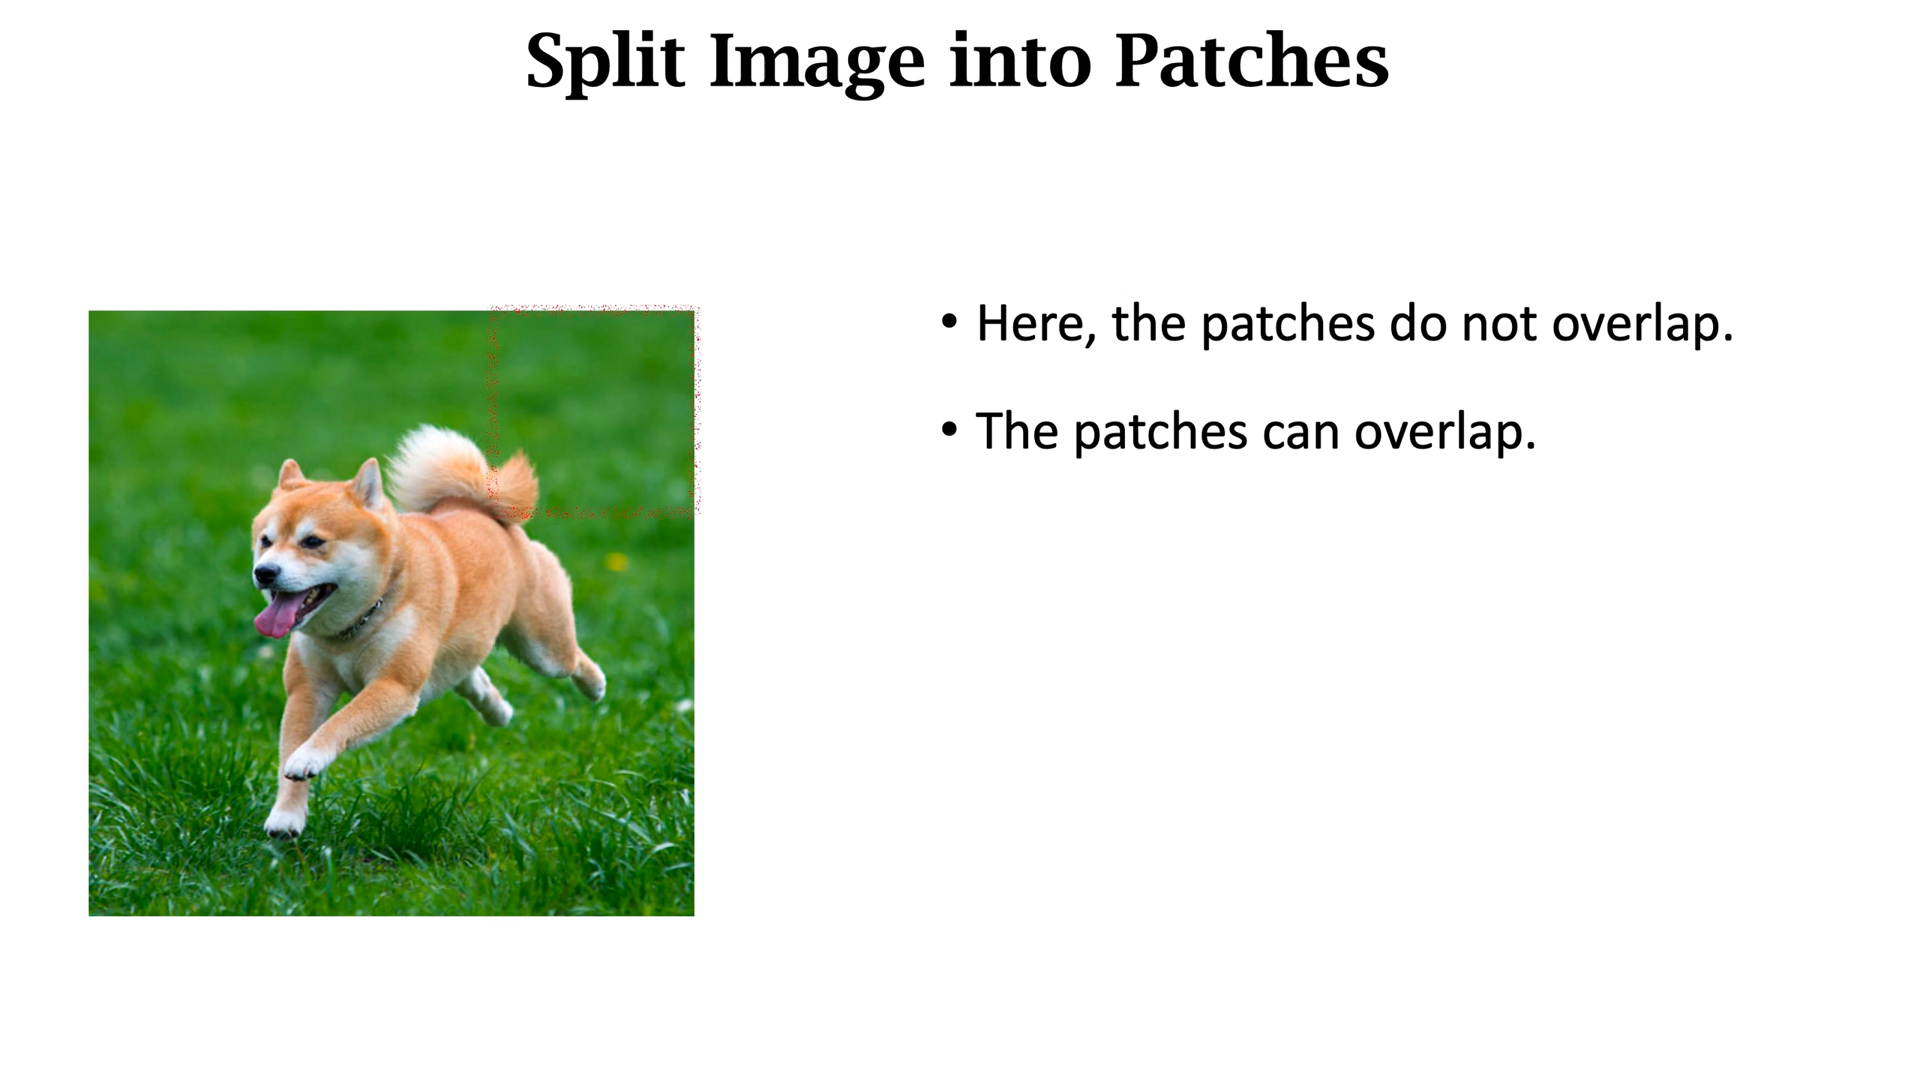 Split Image into Patches
• Here, the patches do not overlap.
• The patches can overlap.